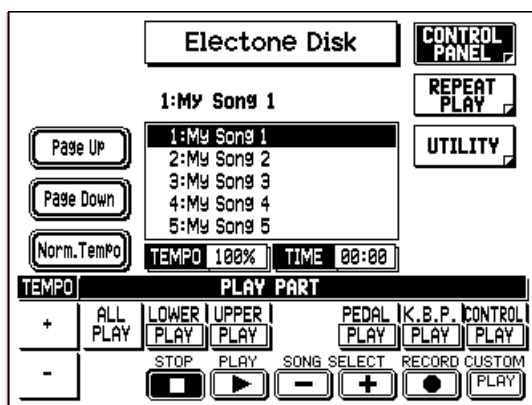 Electone Disk
CONTROL
PANEL
1:My Song 1
REPEAT
PLAY
1:My Song 1
2:My Song 2
3:My Song 3
4:My Song 4
5:My Song 5
UTILITY
Page Up
Page Down
Norm.Tempo
TEMPO 100% TIME 00:00
TEMPO PLAY PART
+ ALL PLAY
LOWER UPPER PEDAL K.B.P. CONTROL
PLAY PLAY PLAY PLAY PLAY
STOP PLAY SONG SELECT RECORD CUSTOM
- - + PLAY